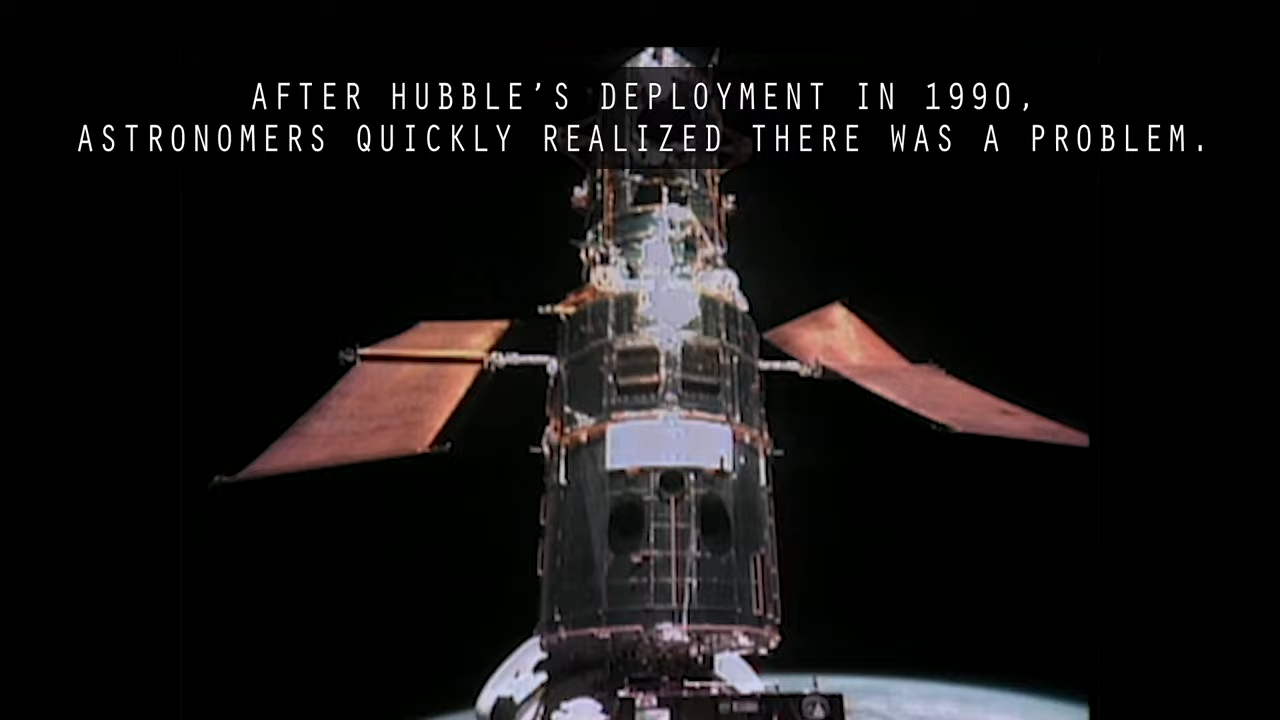 AFTER HUBBLE’S DEPLOYMENT IN 1990,
ASTRONOMERS QUICKLY REALIZED THERE WAS A PROBLEM.